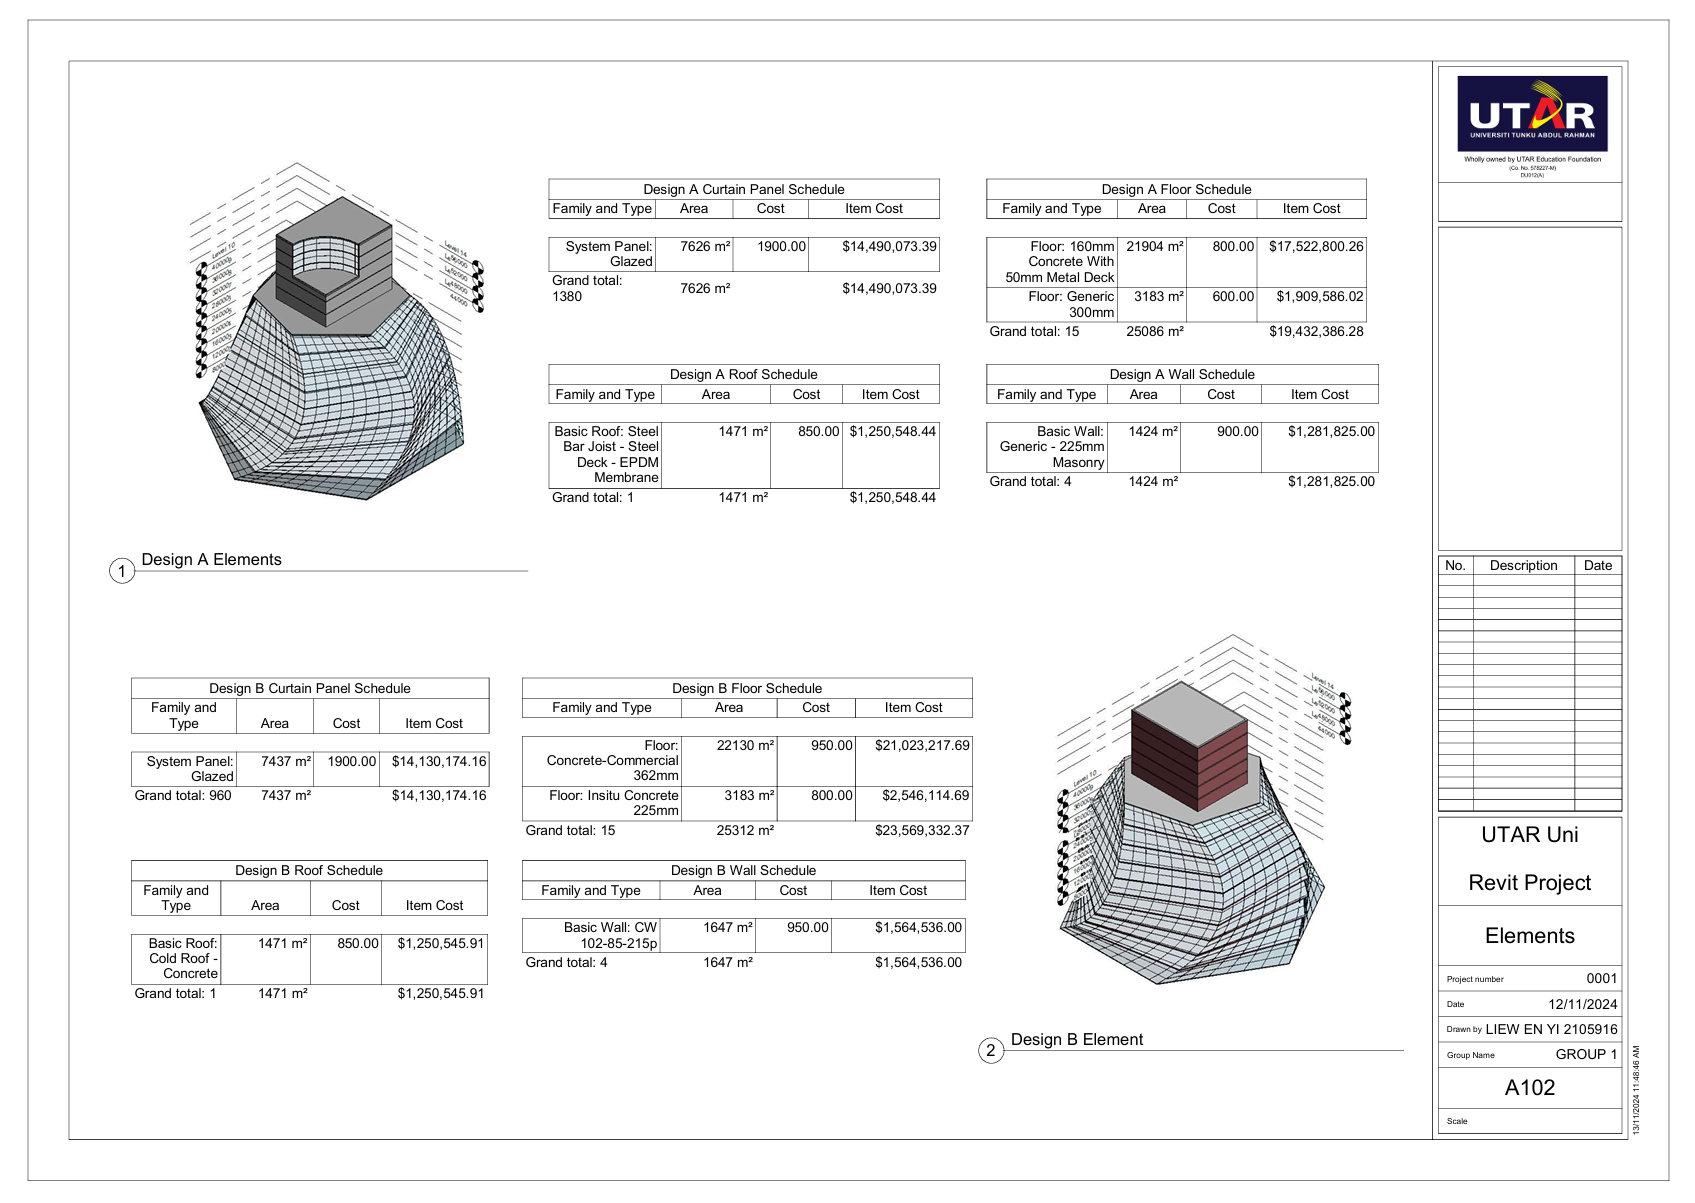 Design A Curtain Panel Schedule
Family and Type Area Cost Item Cost
System Panel: 7626 m² 1900.00 $14,490,073.39
Glazed
Grand total: 7626 m² $14,490,073.39
1380
Design A Floor Schedule
Family and Type Area Cost Item Cost
Floor: 160mm 21904 m² 800.00 $17,522,800.26
Concrete With
50mm Metal Deck
Floor: Generic 3183 m² 600.00 $1,909,586.02
300mm
Grand total: 15 25086 m² $19,432,386.28
Design A Roof Schedule
Family and Type Area Cost Item Cost
Basic Roof: Steel 1471 m² 850.00 $1,250,548.44
Bar Joist - Steel
Deck - EPDM
Membrane
Grand total: 1 1471 m² $1,250,548.44
Design A Wall Schedule
Family and Type Area Cost Item Cost
Basic Wall: 1424 m² 900.00 $1,281,825.00
Generic - 225mm
Masonry
Grand total: 4 1424 m² $1,281,825.00
Level 10
Level 14
44000
1 Design A Elements
Design B Curtain Panel Schedule
Family and
Type Area Cost Item Cost
System Panel: 7437 m² 1900.00 $14,130,174.16
Glazed
Grand total: 960 7437 m² $14,130,174.16
Design B Floor Schedule
Family and Type Area Cost Item Cost
Floor: 22130 m² 950.00 $21,023,217.69
Concrete-Commercial
362mm
Floor: Insitu Concrete 3183 m² 800.00 $2,546,114.69
225mm
Grand total: 15 25312 m² $23,569,332.37
Design B Roof Schedule
Family and
Type Area Cost Item Cost
Basic Roof: 1471 m² 850.00 $1,250,545.91
Cold Roof -
Concrete
Grand total: 1 1471 m² $1,250,545.91
Design B Wall Schedule
Family and Type Area Cost Item Cost
Basic Wall: CW 1647 m² 950.00 $1,564,536.00
102-85-215p
Grand total: 4 1647 m² $1,564,536.00
Level 14
44000
Level 10
2 Design B Element
UTAR
UNIVERSITI TUNKU ABDUL RAHMAN
Wholly owned by UTAR Education Foundation
(Co. No. 578227-M)
DU012(A)
No. Description Date
UTAR Uni
Revit Project
Elements
Project number 0001
Date 12/11/2024
Drawn by LIEW EN YI 2105916
Group Name GROUP 1
A102
Scale
13/11/2024 11:48:46 AM